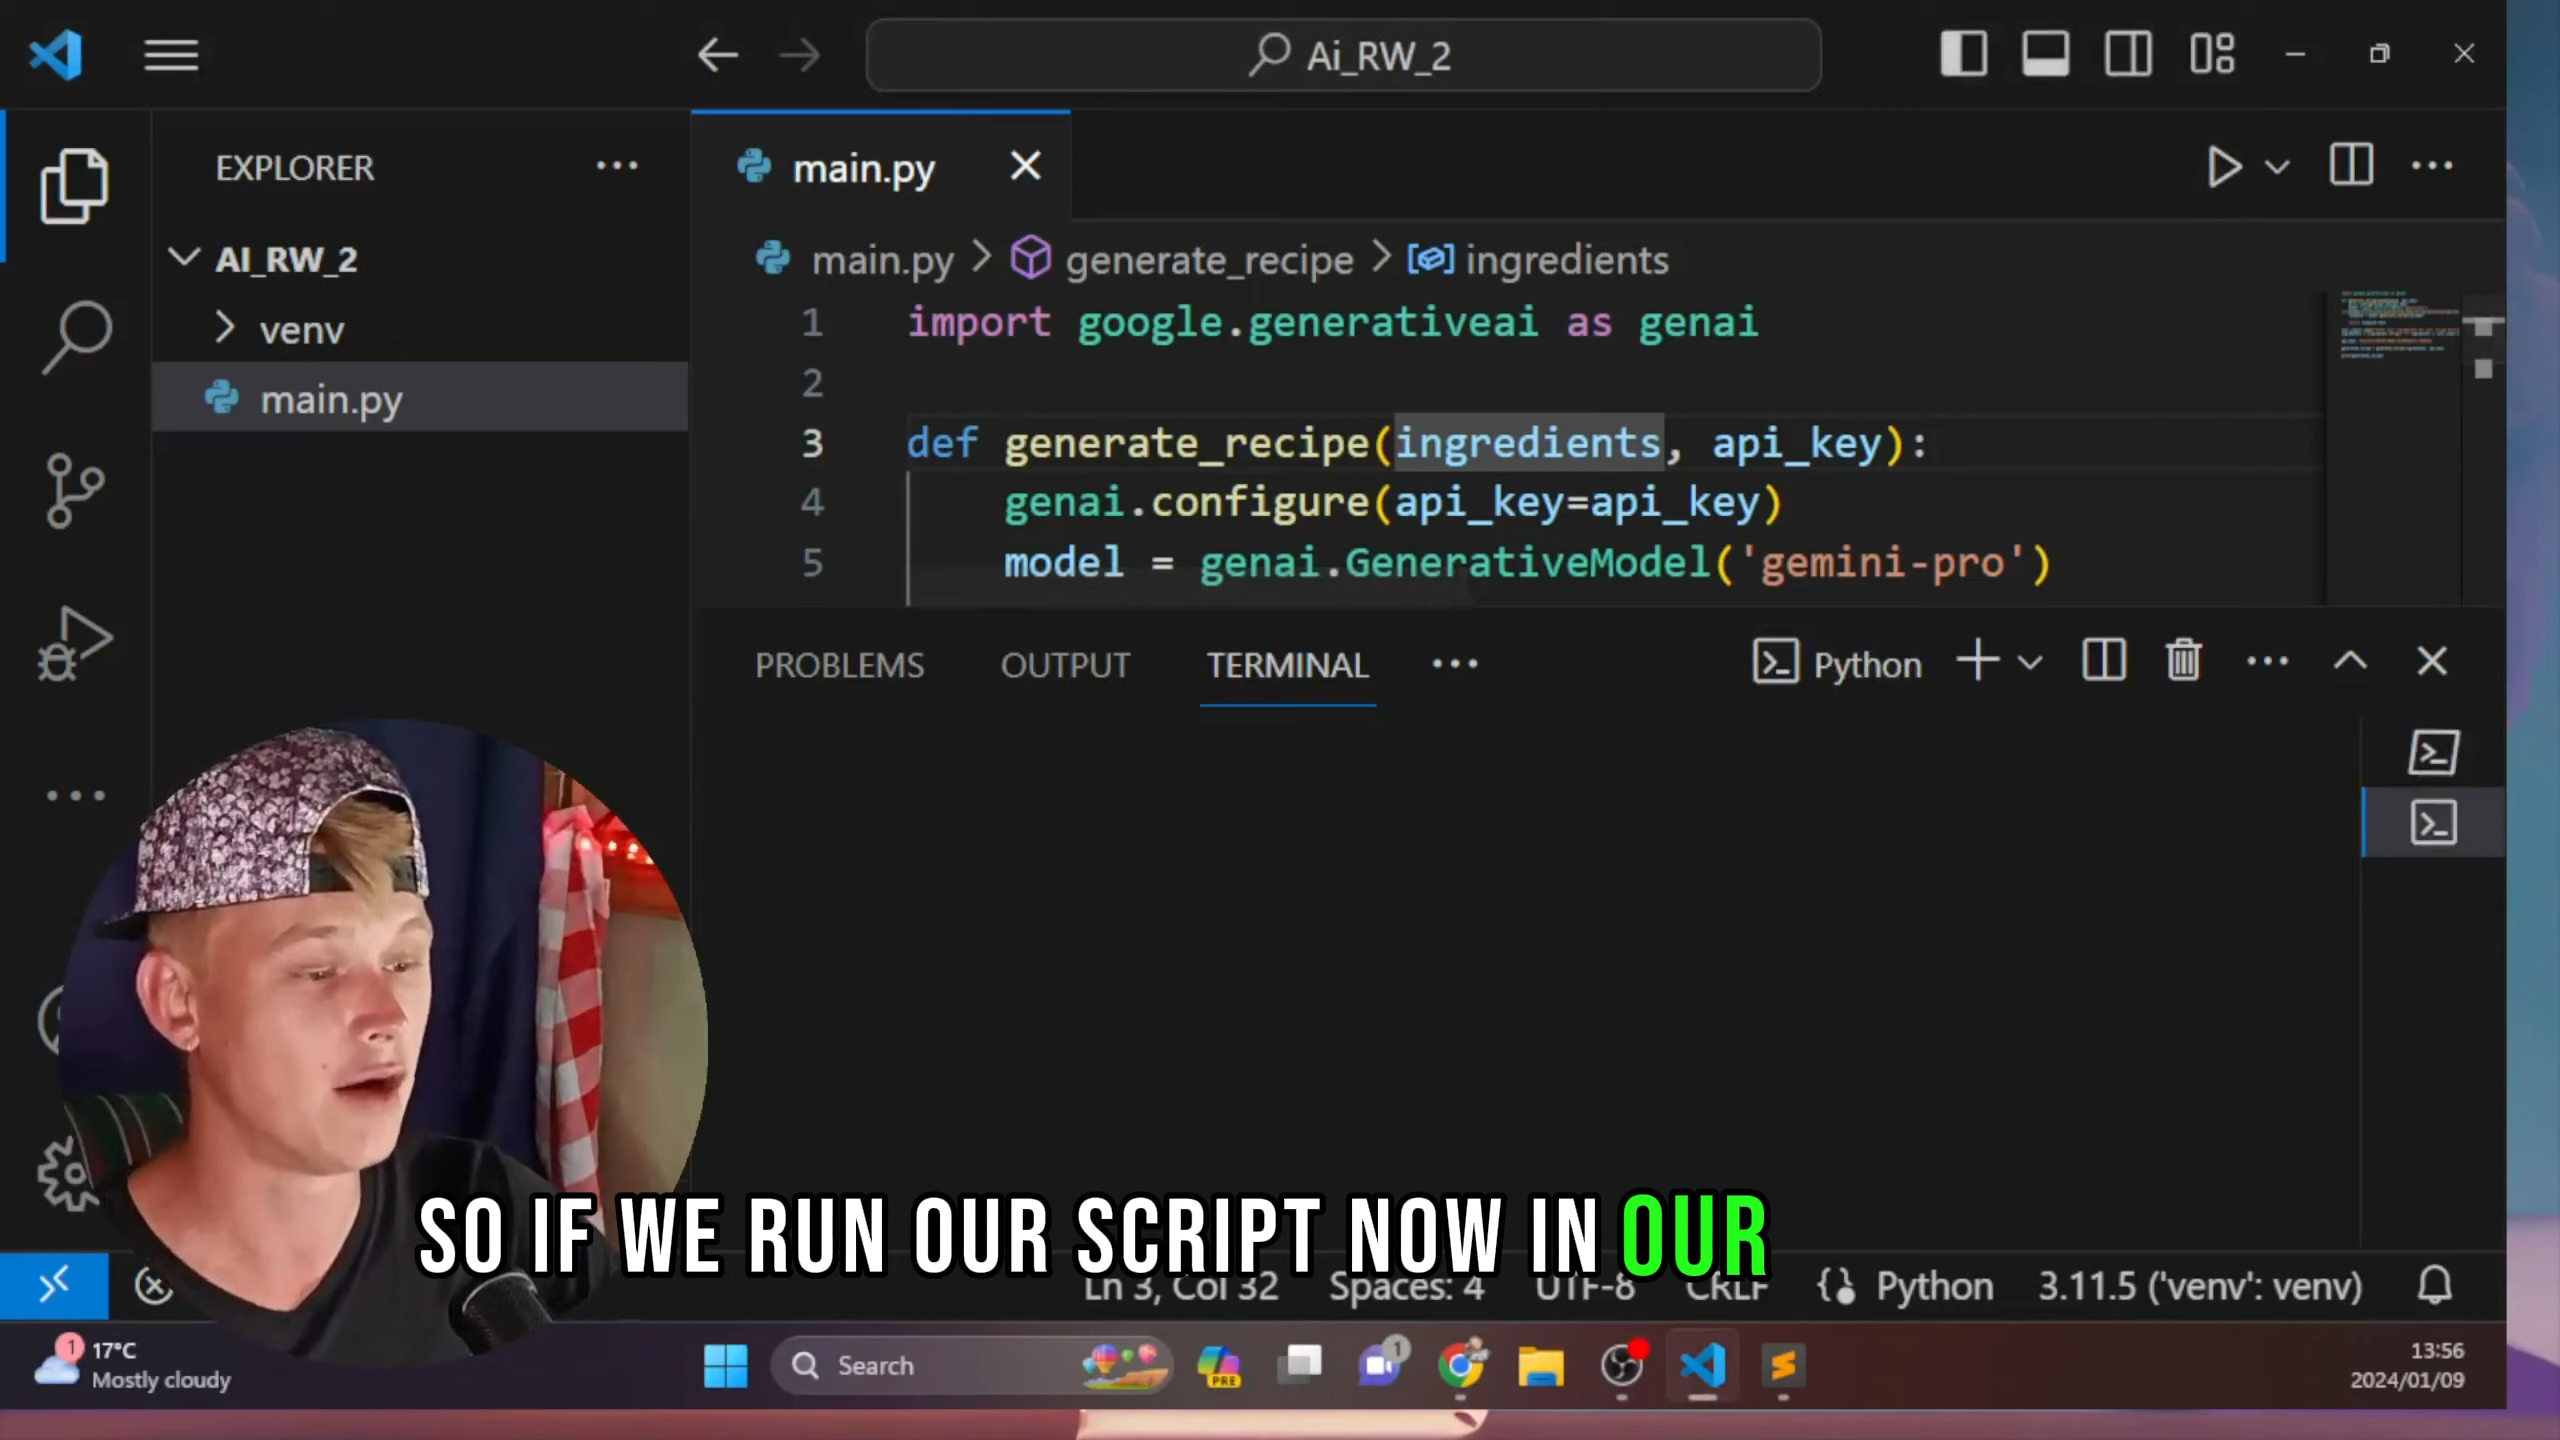 Ai_RW_2
EXPLORER
main.py
AI_RW_2
venv
main.py
main.py > generate_recipe > ingredients
1 import google.generativeai as genai
2
3 def generate_recipe(ingredients, api_key):
4 genai.configure(api_key=api_key)
5 model = genai.GenerativeModel('gemini-pro')
PROBLEMS OUTPUT TERMINAL
Python
SO IF WE RUN OUR SCRIPT NOW IN OUR
Ln 3, Col 32 Spaces: 4 UTF-8 CRLF Python 3.11.5 ('venv': venv)
1
17°C
Mostly cloudy
Search
PRE
1
13:56
2024/01/09